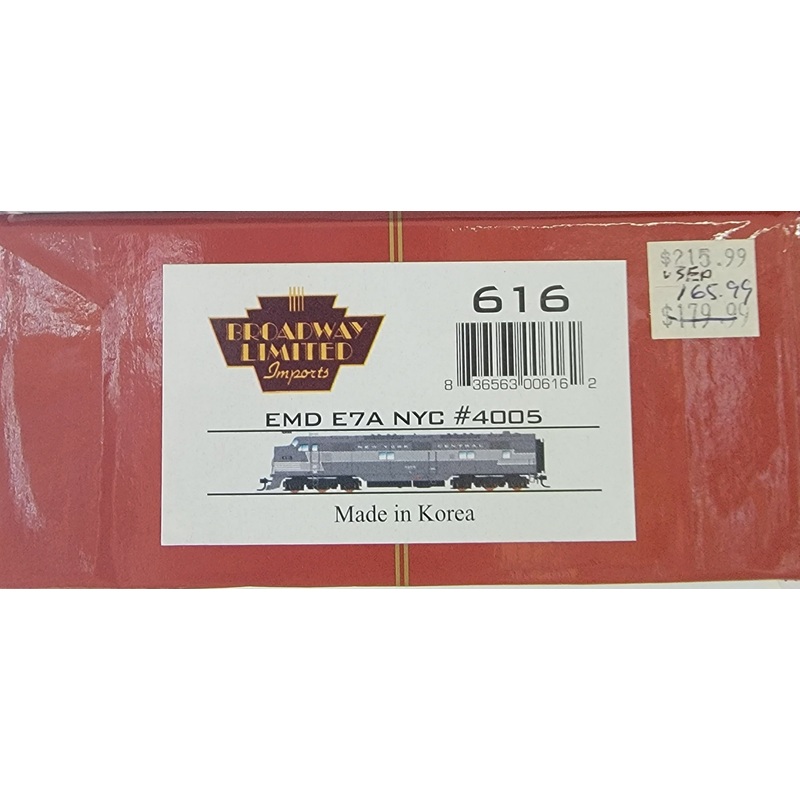 BROADWAY
LIMITED
Imports
616
8 36563 00616 2
EMD E7A NYC #4005
NEW YORK CENTRAL
Made in Korea
$215.99
USED
165.99
$179.99